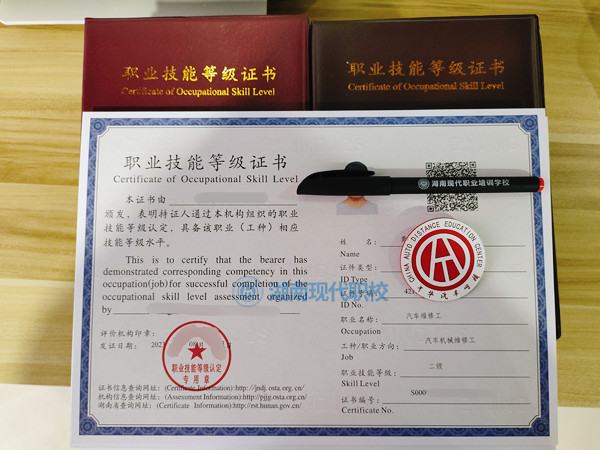 职业技能等级证书
Certificate of Occupational Skill Level
职业技能等级证书
Certificate of Occupational Skill Level
职业技能等级证书
Certificate of Occupational Skill Level
本证书由
颁发，表明持证人通过本机构组织的职业
技能等级认定，具备该职业（工种）相应
技能等级水平。
This is to certify that the bearer has
demonstrated corresponding competency in this
occupation(job)for successful completion of the
occupational skill level assessment organized
by
湖南现代职校
评价机构印章：
发证日期：
职业技能等级认定
专用章
证书信息查询网址：(Certificate Information):http://jndj.osta.org.cn/
机构信息查询网址：(Assessment Information):http://pjjg.osta.org.cn/
湖南省查询网址：(Certificate Information):http://rst.hunan.gov.cn/
湖南现代职业培训学校
CHINA AUTO DISTANCE EDUCATION CENTER
姓 名：
Name
证件类型：
ID Type
ID No.
职业名称： 汽车维修工
Occupation
工种/职业方向： 汽车机械维修工
Job
职业技能等级： 二级
Skill Level
证书编号： S000
Certificate No.